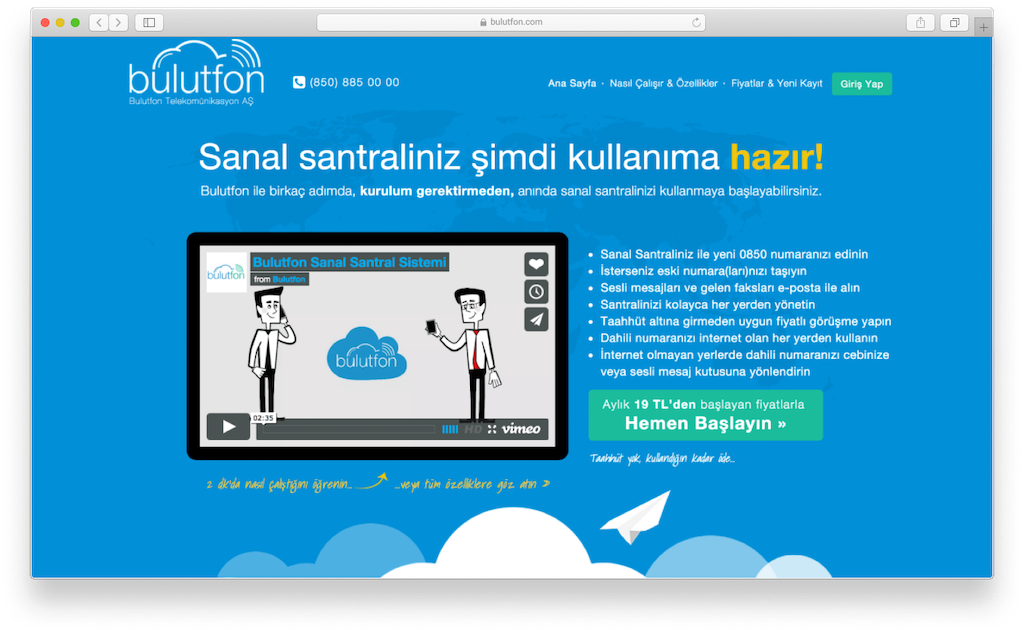 bulutfon.com
bulutfon
Bulutfon Telekomünikasyon AŞ
(850) 885 00 00
Ana Sayfa · Nasıl Çalışır & Özellikler · Fiyatlar & Yeni Kayıt
Giriş Yap
Sanal santraliniz şimdi kullanıma hazır!
Bulutfon ile birkaç adımda, kurulum gerektirmeden, anında sanal santralinizi kullanmaya başlayabilirsiniz.
bulutfon
Bulutfon Sanal Santral Sistemi
from Bulutfon
bulutfon
02:35
HD
vimeo
• Sanal Santraliniz ile yeni 0850 numaranızı edinin
• İsterseniz eski numara(ları)nızı taşıyın
• Sesli mesajları ve gelen faksları e-posta ile alın
• Santralinizi kolayca her yerden yönetin
• Taahhüt altına girmeden uygun fiyatlı görüşme yapın
• Dahili numaranızı internet olan her yerden kullanın
• İnternet olmayan yerlerde dahili numaranızı cebinize
veya sesli mesaj kutusuna yönlendirin
Aylık 19 TL'den başlayan fiyatlarla
Hemen Başlayın »
Taahhüt yok, kullandığın kadar öde...
2 dk'da nasıl çalıştığını öğrenin... ...veya tüm özelliklere göz atın »